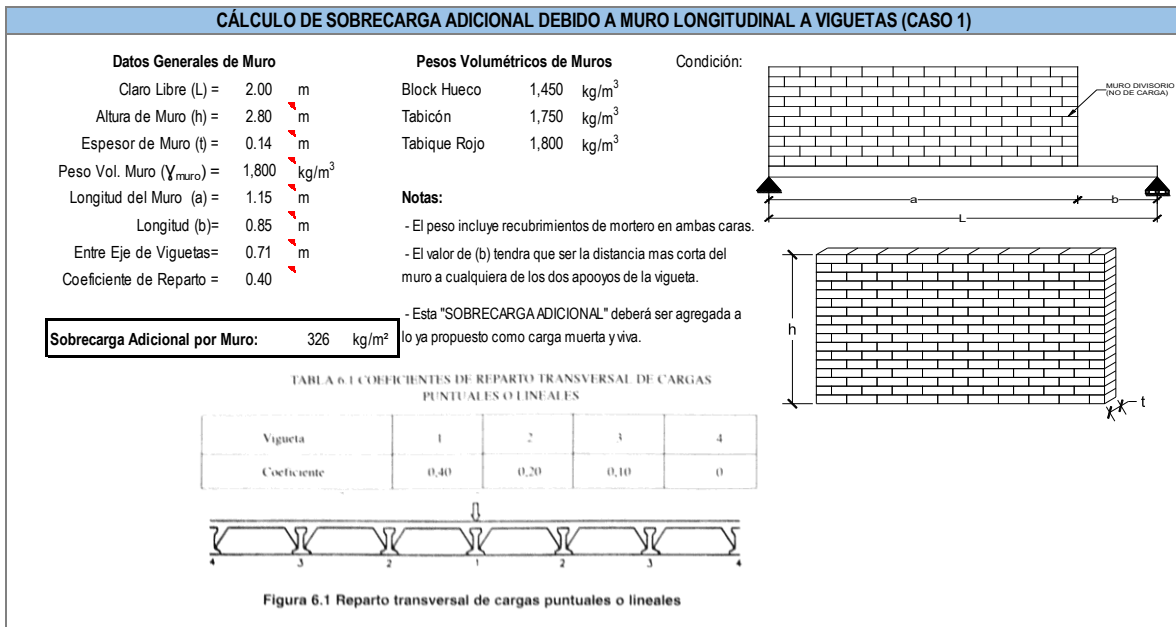 CÁLCULO DE SOBRECARGA ADICIONAL DEBIDO A MURO LONGITUDINAL A VIGUETAS (CASO 1)
Datos Generales de Muro
Claro Libre (L) = 2.00 m
Altura de Muro (h) = 2.80 m
Espesor de Muro (t) = 0.14 m
Peso Vol. Muro (Ɣmuro) = 1,800 kg/m³
Longitud del Muro (a) = 1.15 m
Longitud (b)= 0.85 m
Entre Eje de Viguetas= 0.71 m
Coeficiente de Reparto = 0.40
Sobrecarga Adicional por Muro: 326 kg/m²
Pesos Volumétricos de Muros
Block Hueco 1,450 kg/m³
Tabicón 1,750 kg/m³
Tabique Rojo 1,800 kg/m³
Notas:
- El peso incluye recubrimientos de mortero en ambas caras.
- El valor de (b) tendra que ser la distancia mas corta del
muro a cualquiera de los dos apooyos de la vigueta.
- Esta "SOBRECARGA ADICIONAL" deberá ser agregada a
lo ya propuesto como carga muerta y viva.
Condición:
MURO DIVISORIO
(NO DE CARGA)
a b
L
h
t
TABLA 6.1 COEFICIENTES DE REPARTO TRANSVERSAL DE CARGAS
PUNTUALES O LINEALES
Vigueta 1 2 3 4
Coeficiente 0,40 0,20 0,10 0
4 3 2 1 2 3 4
Figura 6.1 Reparto transversal de cargas puntuales o lineales